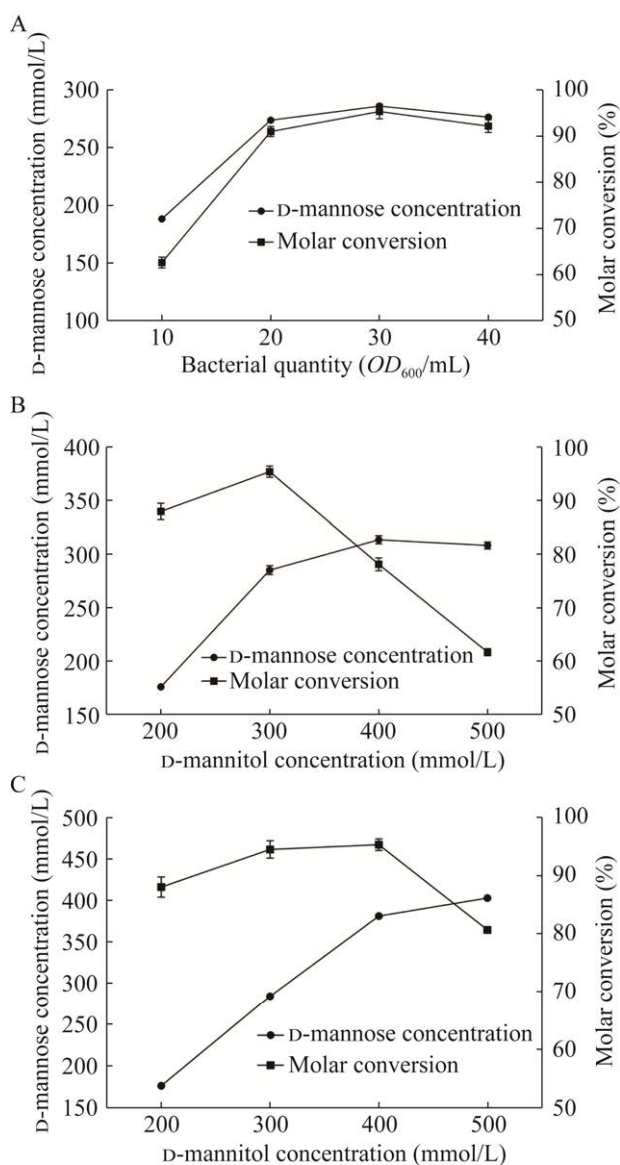 A
D-mannose concentration (mmol/L)
300
250
200
150
100
100
90
80
70
60
50
Molar conversion (%)
D-mannose concentration
Molar conversion
10 20 30 40
Bacterial quantity (OD600/mL)
B
D-mannose concentration (mmol/L)
400
350
300
250
200
150
100
90
80
70
60
50
Molar conversion (%)
D-mannose concentration
Molar conversion
200 300 400 500
D-mannitol concentration (mmol/L)
C
D-mannose concentration (mmol/L)
500
450
400
350
300
250
200
150
100
90
80
70
60
50
Molar conversion (%)
D-mannose concentration
Molar conversion
200 300 400 500
D-mannitol concentration (mmol/L)